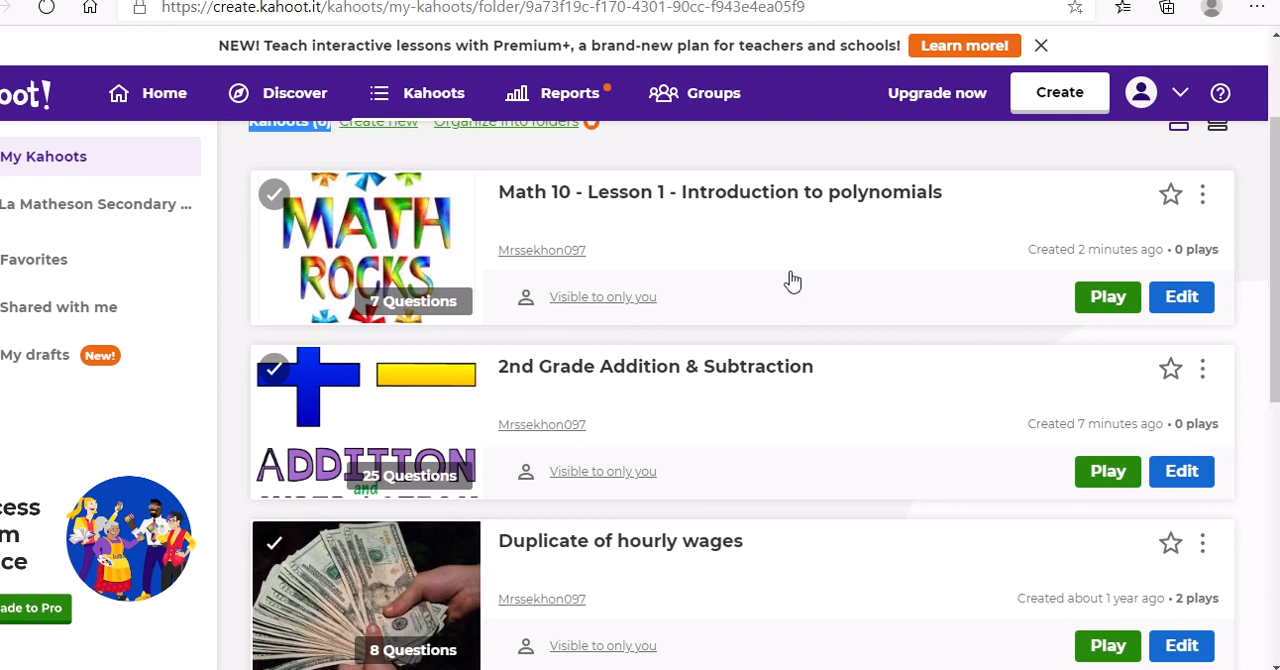 https://create.kahoot.it/kahoots/my-kahoots/folder/9a73f19c-f170-4301-90cc-f943e4ea05f9
NEW! Teach interactive lessons with Premium+, a brand-new plan for teachers and schools! Learn more!
oot! Home Discover Kahoots Reports Groups Upgrade now Create
Kahoots (6) Create new Organize into folders
My Kahoots
La Matheson Secondary ...
Favorites
Shared with me
My drafts New!
cess
m
ce
ade to Pro
MATH
ROCKS
7 Questions
Math 10 - Lesson 1 - Introduction to polynomials
Mrssekhon097
Created 2 minutes ago • 0 plays
Visible to only you
Play Edit
ADDITION
and
25 Questions
2nd Grade Addition & Subtraction
Mrssekhon097
Created 7 minutes ago • 0 plays
Visible to only you
Play Edit
8 Questions
Duplicate of hourly wages
Mrssekhon097
Created about 1 year ago • 2 plays
Visible to only you
Play Edit